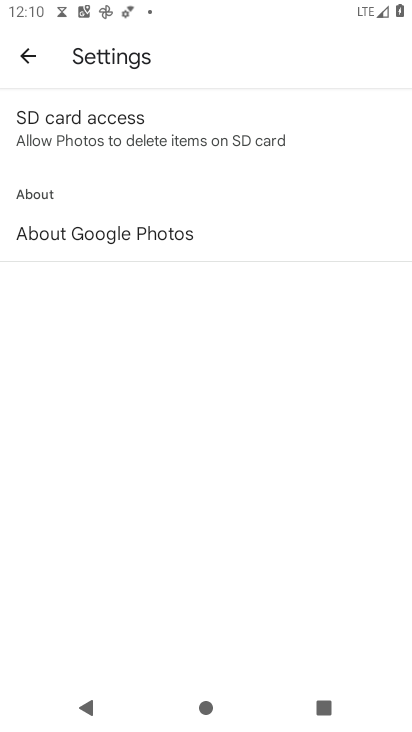 12:10
LTE
Settings
SD card access
Allow Photos to delete items on SD card
About
About Google Photos